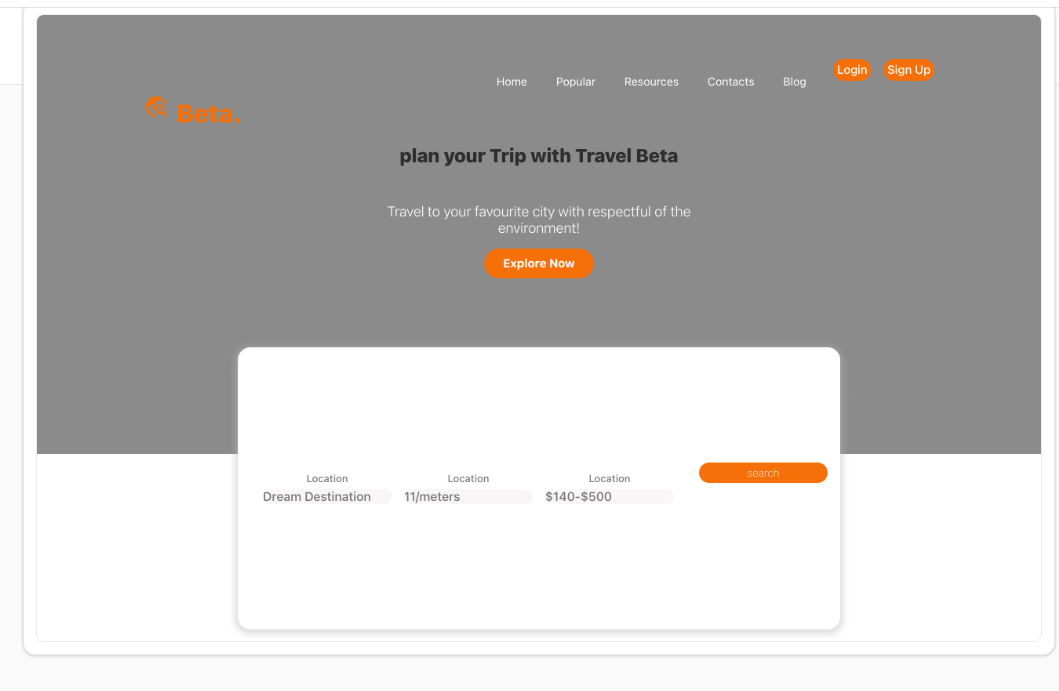 Home Popular Resources Contacts Blog Login Sign Up
Beta.
plan your Trip with Travel Beta
Travel to your favourite city with respectful of the
environment!
Explore Now
Location Location Location search
Dream Destination 11/meters $140-$500